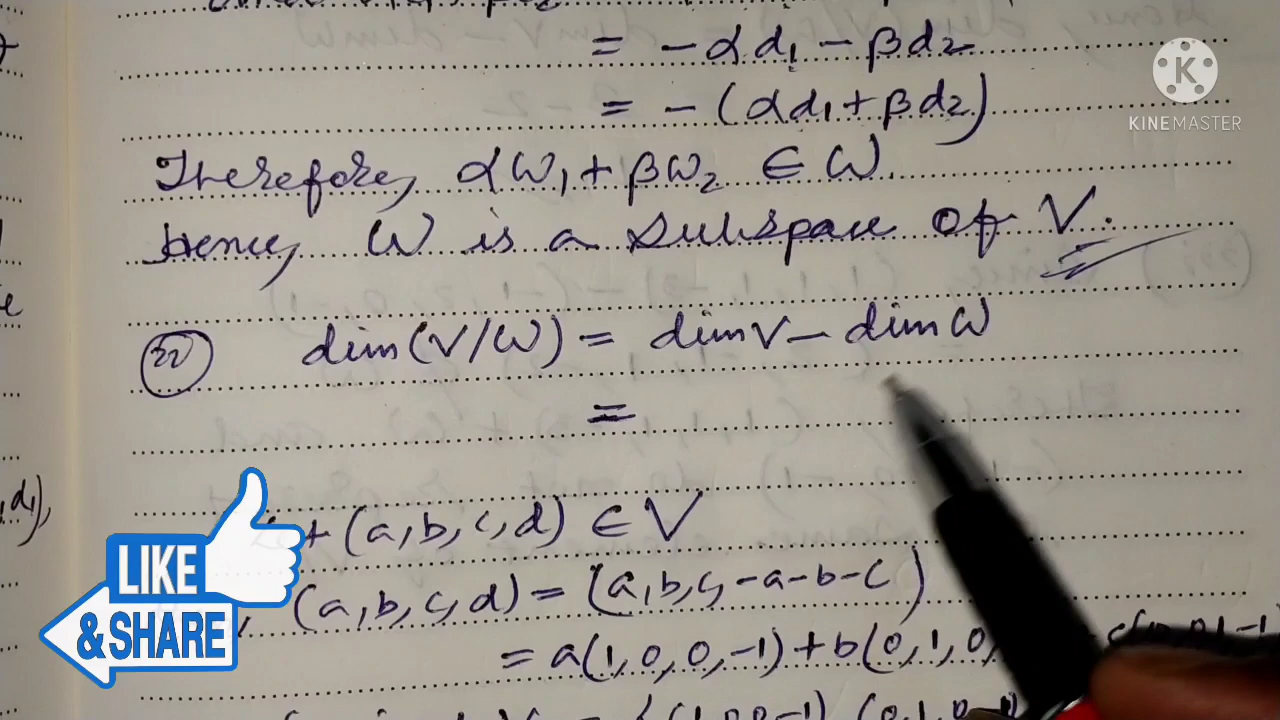 = -αd₁ - βd₂
= -(αd₁ + βd₂)
KINEMASTER
Therefore, αW₁ + βW₂ ∈ W.
hence, W is a subspace of V.
dim(V/W) = dimV - dimW
=
(a, b, c, d) ∈ V
, d₁),
LIKE
& SHARE
(a, b, c, d) = (a, b, c, -a-b-c)
= a(1, 0, 0, -1) + b(0, 1, 0,